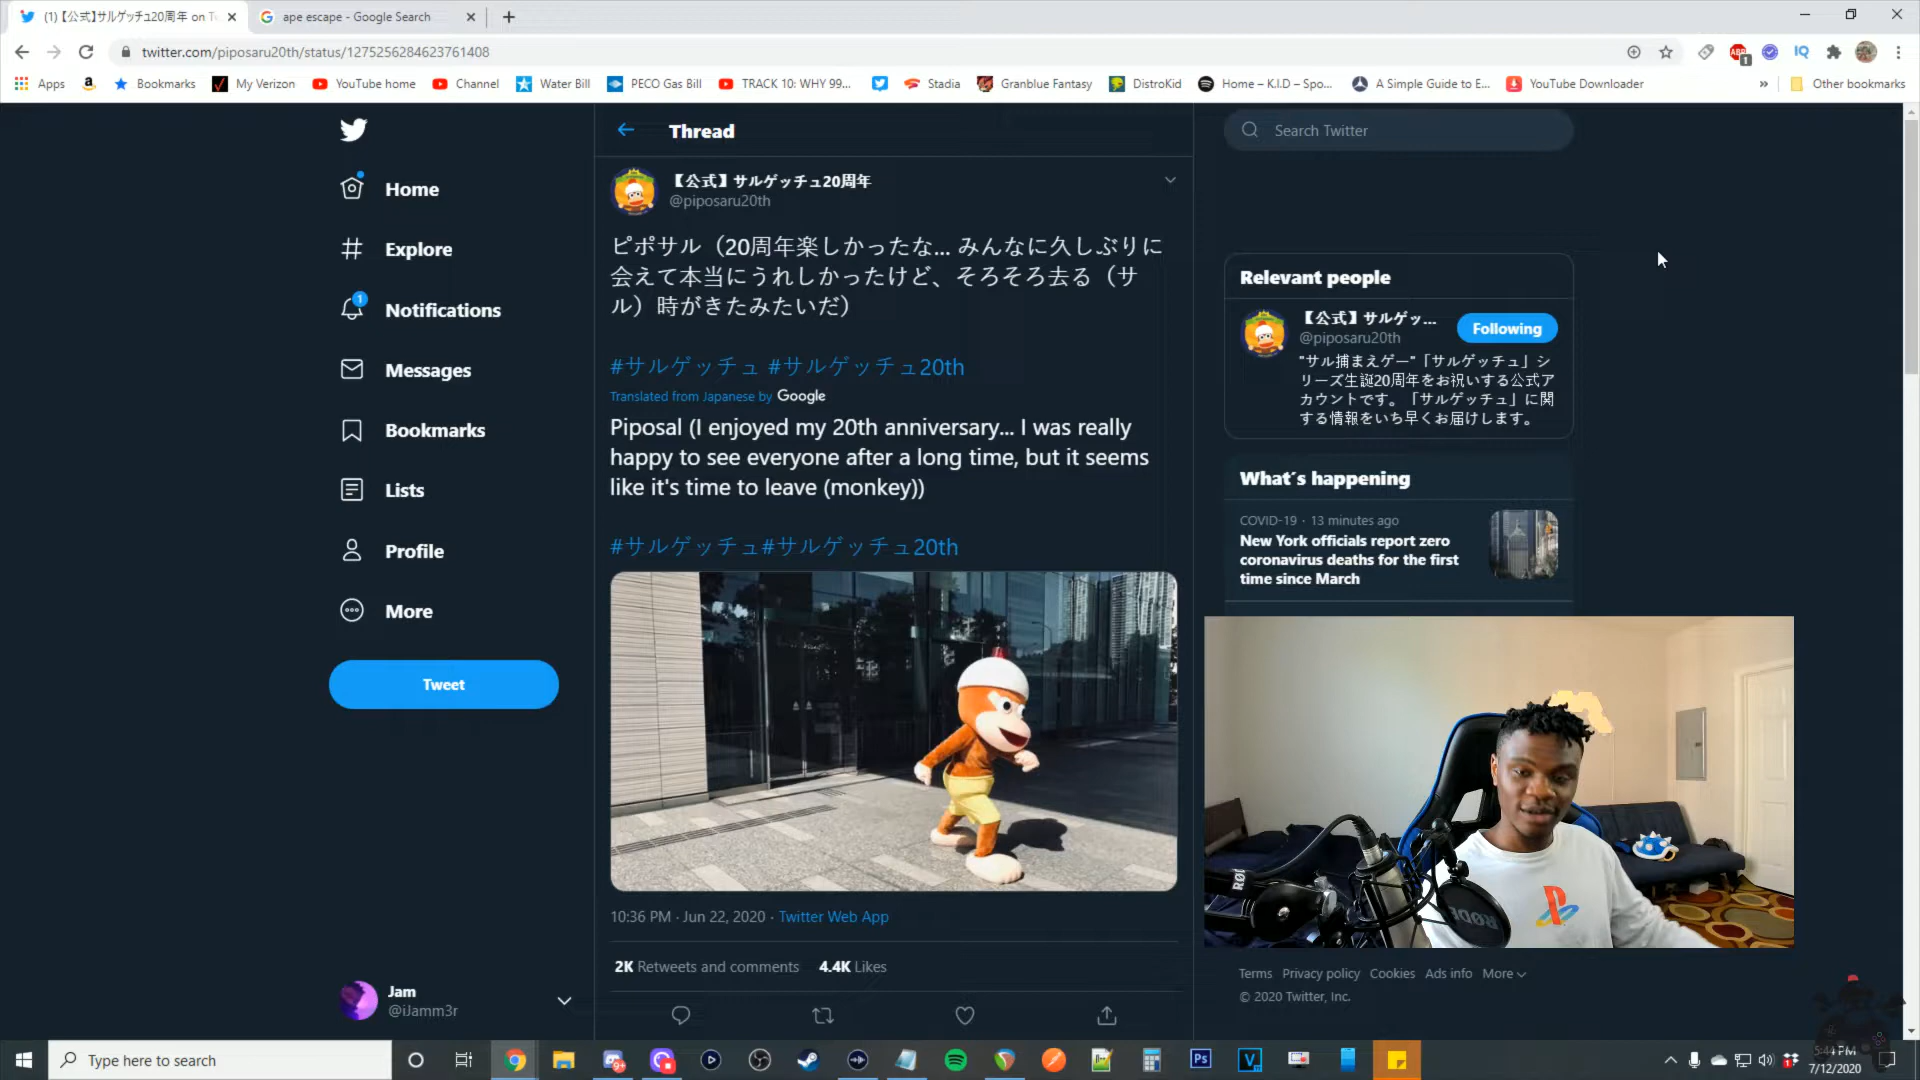 (1) 【公式】サルゲッチュ20周年 on Tw
ape escape - Google Search
twitter.com/piposaru20th/status/1275256284623761408
ABP
1
IQ
Apps
Bookmarks
My Verizon
YouTube home
Channel
Water Bill
PECO Gas Bill
TRACK 10: WHY 99...
Stadia
Granblue Fantasy
DistroKid
Home – K.I.D – Spo...
A Simple Guide to E...
YouTube Downloader
»
Other bookmarks
Home
Explore
1
Notifications
Messages
Bookmarks
Lists
Profile
More
Tweet
Jam
@iJamm3r
Thread
【公式】サルゲッチュ20周年
@piposaru20th
ピポサル（20周年楽しかったな... みんなに久しぶりに
会えて本当にうれしかったけど、そろそろ去る（サ
ル）時がきたみたいだ）
#サルゲッチュ #サルゲッチュ20th
Translated from Japanese by Google
Piposal (I enjoyed my 20th anniversary... I was really
happy to see everyone after a long time, but it seems
like it's time to leave (monkey))
#サルゲッチュ#サルゲッチュ20th
10:36 PM · Jun 22, 2020 · Twitter Web App
2K Retweets and comments 4.4K Likes
Search Twitter
Relevant people
【公式】サルゲッ...
@piposaru20th
Following
"サル捕まえゲー"「サルゲッチュ」シ
リーズ生誕20周年をお祝いする公式ア
カウントです。「サルゲッチュ」に関
する情報をいち早くお届けします。
What's happening
COVID-19 · 13 minutes ago
New York officials report zero
coronavirus deaths for the first
time since March
RØDE
Terms Privacy policy Cookies Ads info More
© 2020 Twitter, Inc.
Type here to search
9+
Ps
V
5:44 PM
7/12/2020